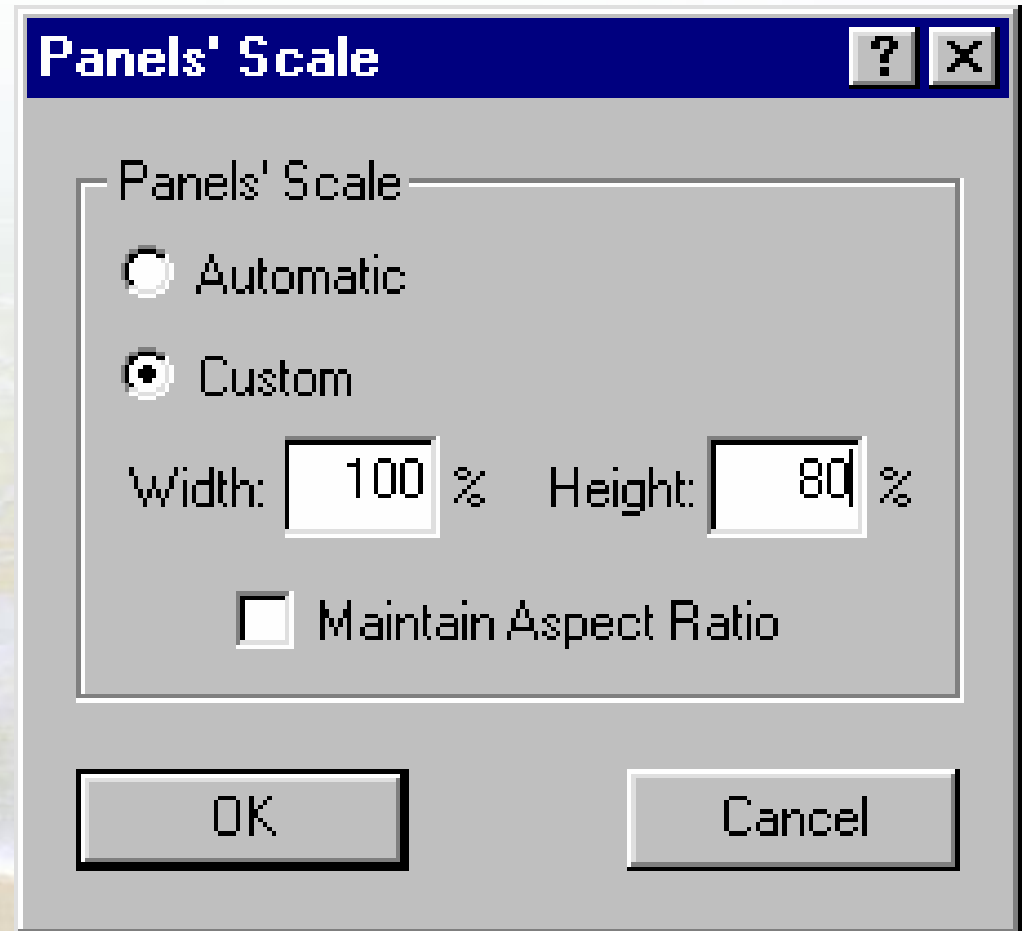 Panels' Scale
Panels' Scale
Automatic
Custom
Width: 100 % Height: 80 %
Maintain Aspect Ratio
OK Cancel